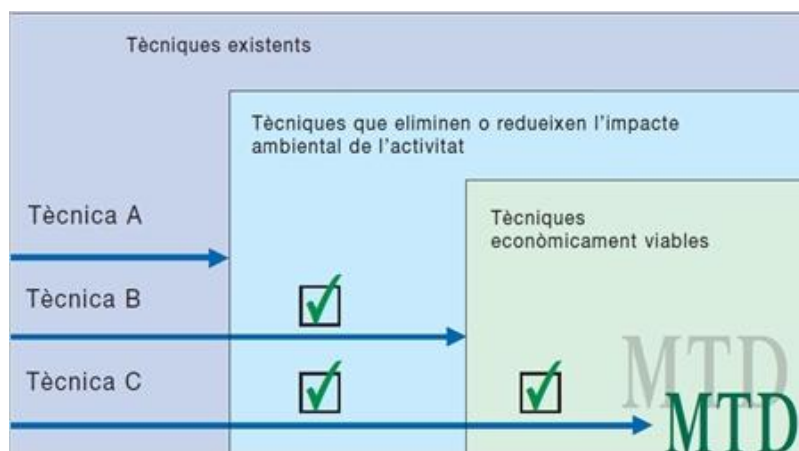 Tècniques existents
Tècniques que eliminen o redueixen l'impacte
ambiental de l'activitat
Tècniques
econòmicament viables
Tècnica A
Tècnica B
Tècnica C
MTD
MTD